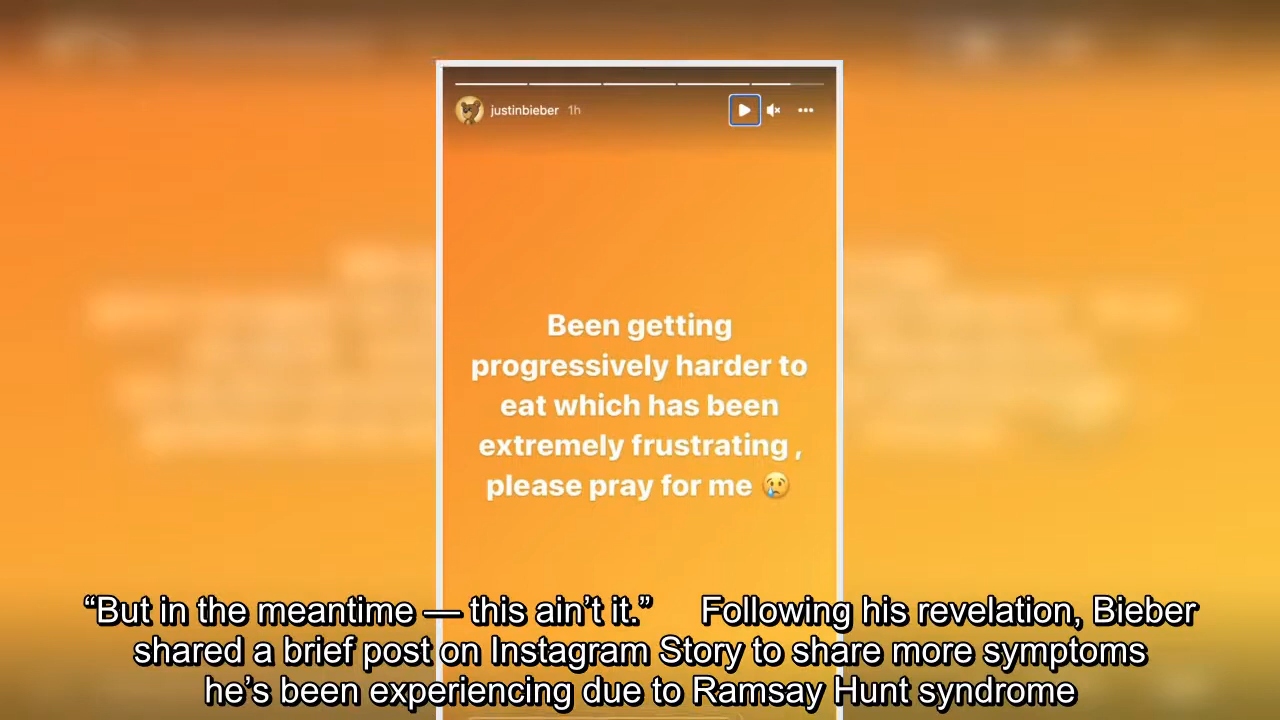 justinbieber 1h
Been getting
progressively harder to
eat which has been
extremely frustrating ,
please pray for me 😢
“But in the meantime — this ain’t it.” Following his revelation, Bieber
shared a brief post on Instagram Story to share more symptoms
he’s been experiencing due to Ramsay Hunt syndrome